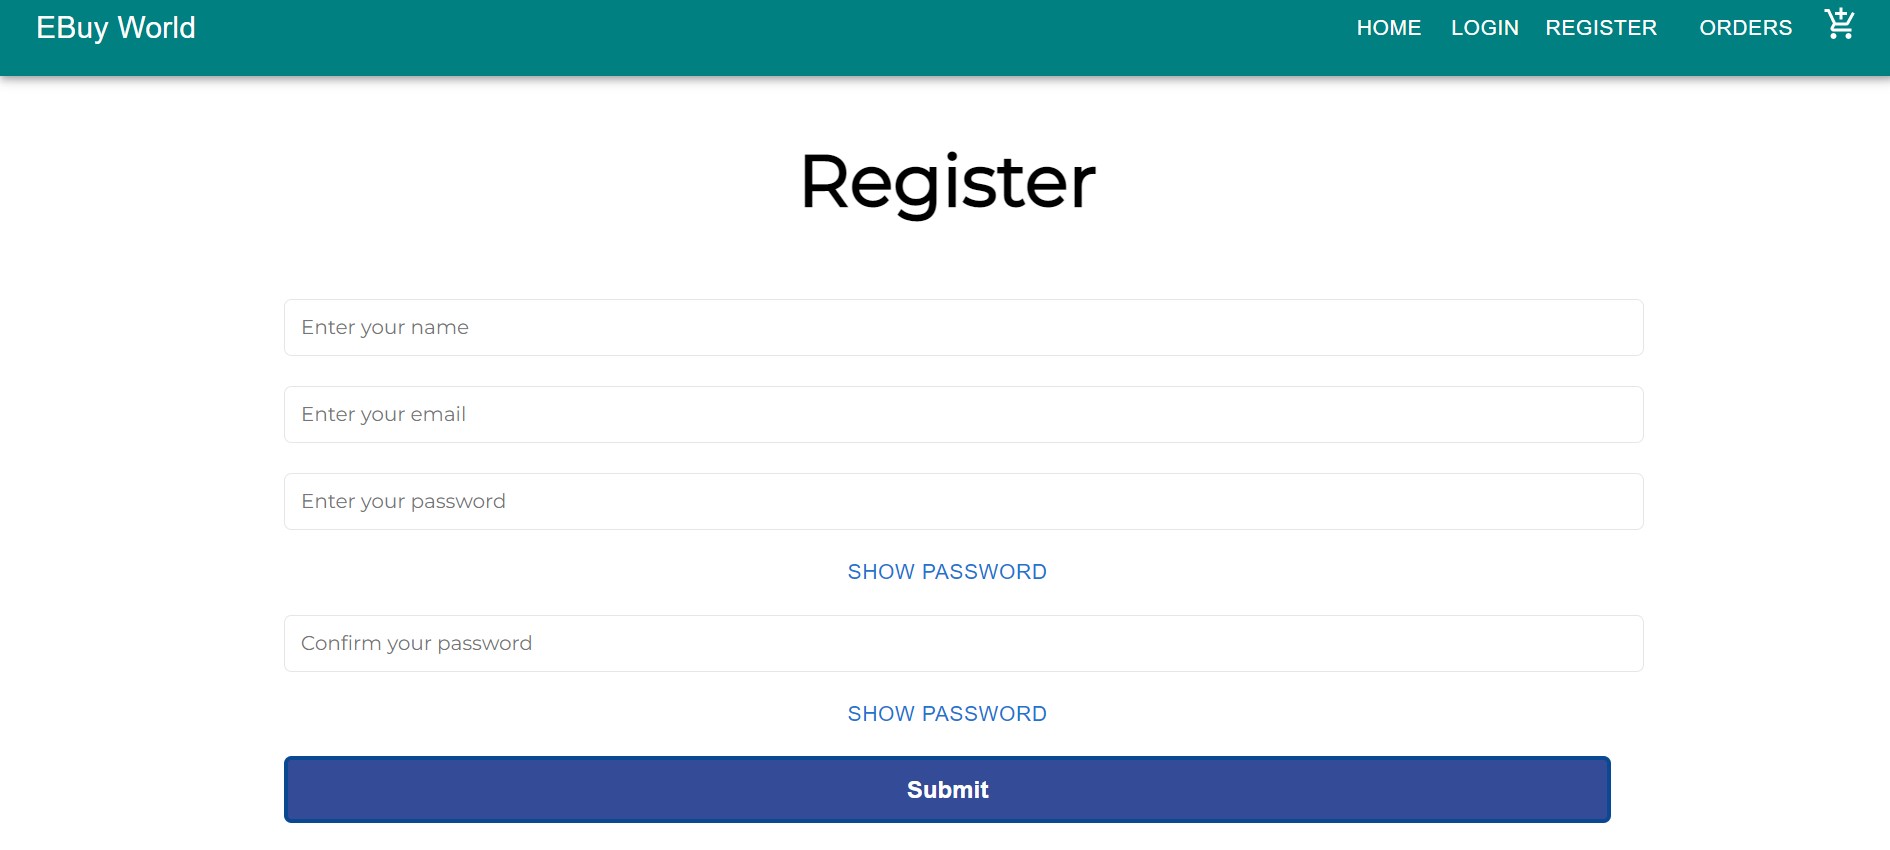 EBuy World HOME LOGIN REGISTER ORDERS
Register
Enter your name
Enter your email
Enter your password
SHOW PASSWORD
Confirm your password
SHOW PASSWORD
Submit